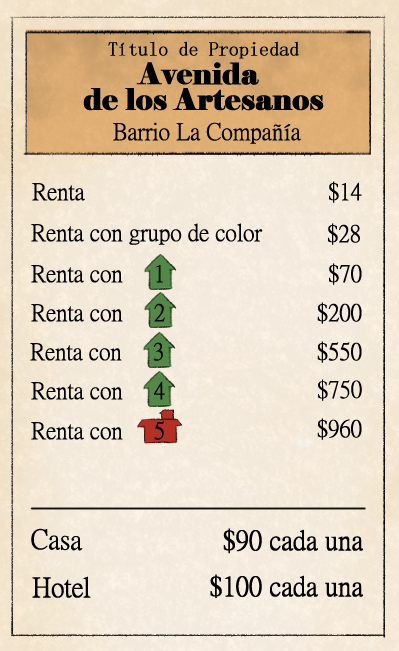 Título de Propiedad
Avenida
de los Artesanos
Barrio La Compañía
Renta $14
Renta con grupo de color $28
Renta con 1 $70
Renta con 2 $200
Renta con 3 $550
Renta con 4 $750
Renta con 5 $960
Casa $90 cada una
Hotel $100 cada una